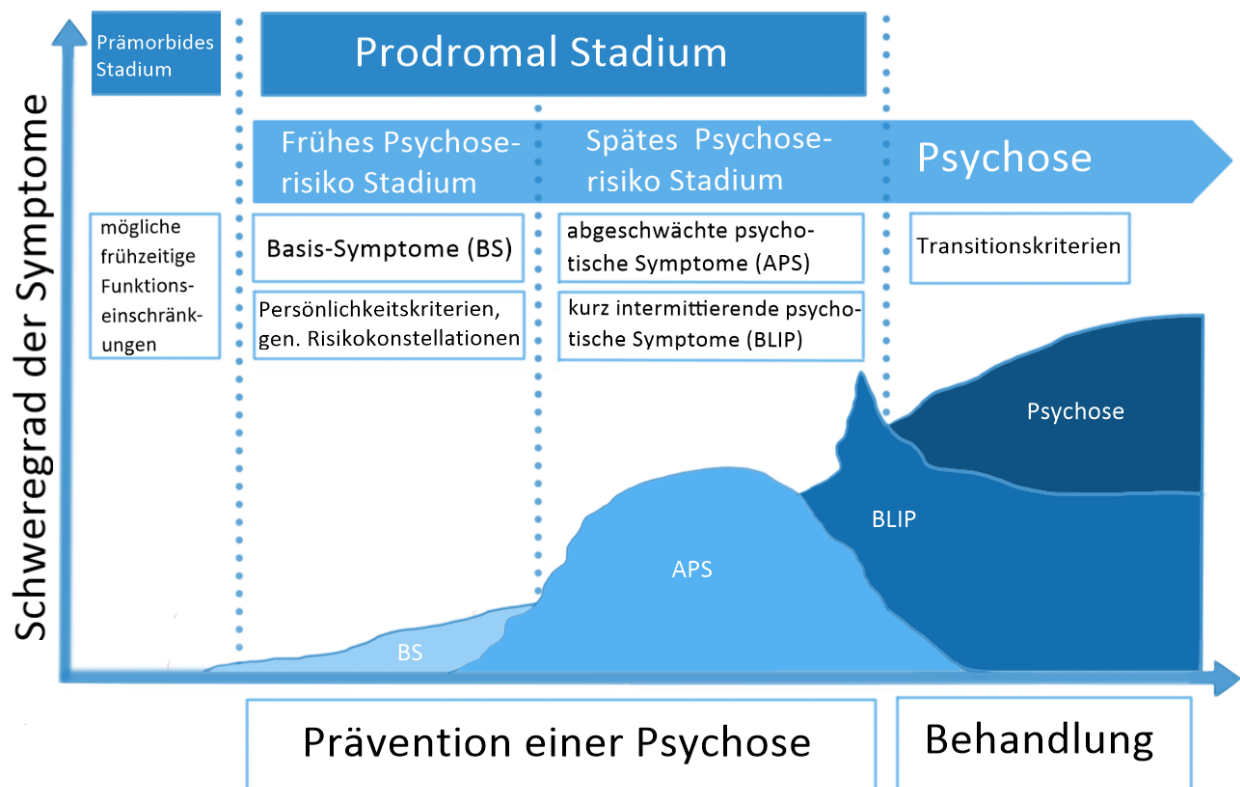 Prämorbides
Stadium
Prodromal Stadium
Frühes Psychose-
risiko Stadium
Spätes Psychose-
risiko Stadium
Psychose
mögliche
frühzeitige
Funktions-
einschränk-
ungen
Basis-Symptome (BS)
Persönlichkeitskriterien,
gen. Risikokonstellationen
abgeschwächte psycho-
tische Symptome (APS)
kurz intermittierende psycho-
tische Symptome (BLIP)
Transitionskriterien
Schweregrad der Symptome
BS
APS
BLIP
Psychose
Prävention einer Psychose
Behandlung